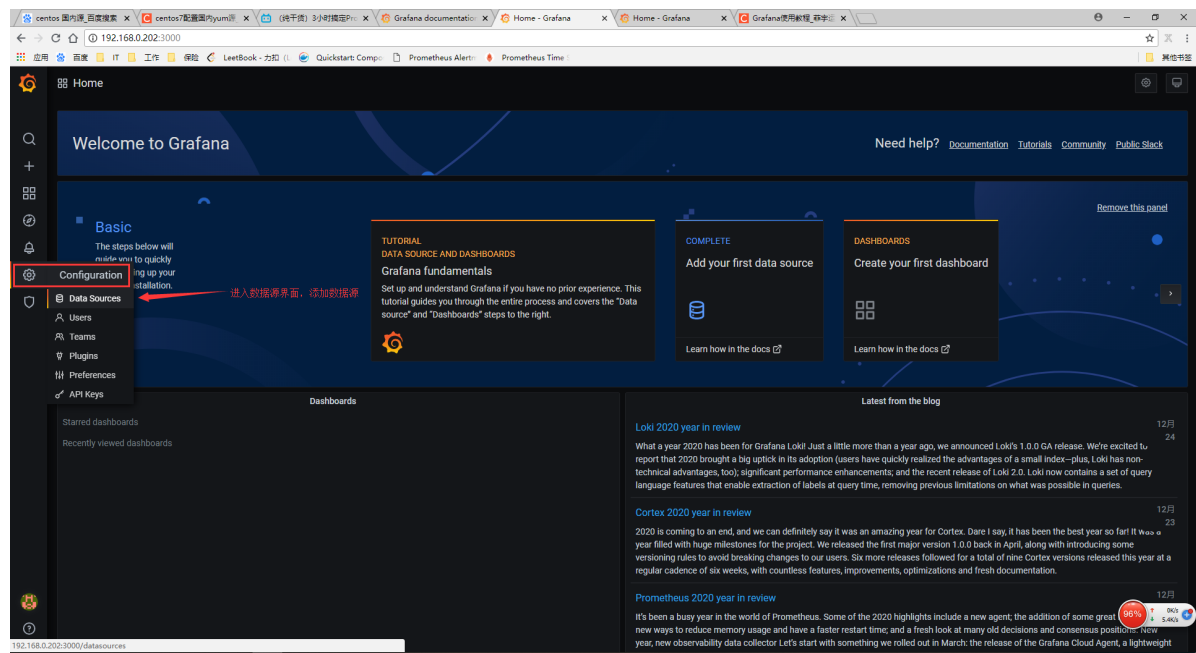 centos 国内源_百度搜索
centos7配置国内yum源
(纯干货) 3小时搞定Pro
Grafana documentatio
Home - Grafana
Home - Grafana
Grafana使用教程_菲宇运
192.168.0.202:3000
应用
百度
IT
工作
保险
LeetBook - 力扣 (L
Quickstart: Compo
Prometheus Alertm
Prometheus Time S
其他书签
Home
Welcome to Grafana
Need help?
Documentation
Tutorials
Community
Public Slack
Remove this panel
Basic
The steps below will
guide you to quickly
ing up your
stallation.
TUTORIAL
DATA SOURCE AND DASHBOARDS
Grafana fundamentals
Set up and understand Grafana if you have no prior experience. This
tutorial guides you through the entire process and covers the "Data
source" and "Dashboards" steps to the right.
COMPLETE
Add your first data source
Learn how in the docs
DASHBOARDS
Create your first dashboard
Learn how in the docs
Configuration
Data Sources
进入数据源界面，添加数据源
Users
Teams
Plugins
Preferences
API Keys
Dashboards
Starred dashboards
Recently viewed dashboards
Latest from the blog
Loki 2020 year in review
12月
24
What a year 2020 has been for Grafana Loki! Just a little more than a year ago, we announced Loki's 1.0.0 GA release. We're excited to
report that 2020 brought a big uptick in its adoption (users have quickly realized the advantages of a small index—plus, Loki has non-
technical advantages, too); significant performance enhancements; and the recent release of Loki 2.0. Loki now contains a set of query
language features that enable extraction of labels at query time, removing previous limitations on what was possible in queries.
Cortex 2020 year in review
12月
23
2020 is coming to an end, and we can definitely say it was an amazing year for Cortex. Dare I say, it has been the best year so far! It was a
year filled with huge milestones for the project. We released the first major version 1.0.0 back in April, along with introducing some
versioning rules to avoid breaking changes to our users. Six more releases followed for a total of nine Cortex versions released this year at a
regular cadence of six weeks, with countless features, improvements, optimizations and fresh documentation.
Prometheus 2020 year in review
12月
It's been a busy year in the world of Prometheus. Some of the 2020 highlights include a new agent; the addition of some great
new ways to reduce memory usage and have a faster restart time; and a fresh look at many old decisions and consensus positions. New
year, new observability data collector Let's start with something we rolled out in March: the release of the Grafana Cloud Agent, a lightweight
96%
0K/s
5.4K/s
192.168.0.202:3000/datasources